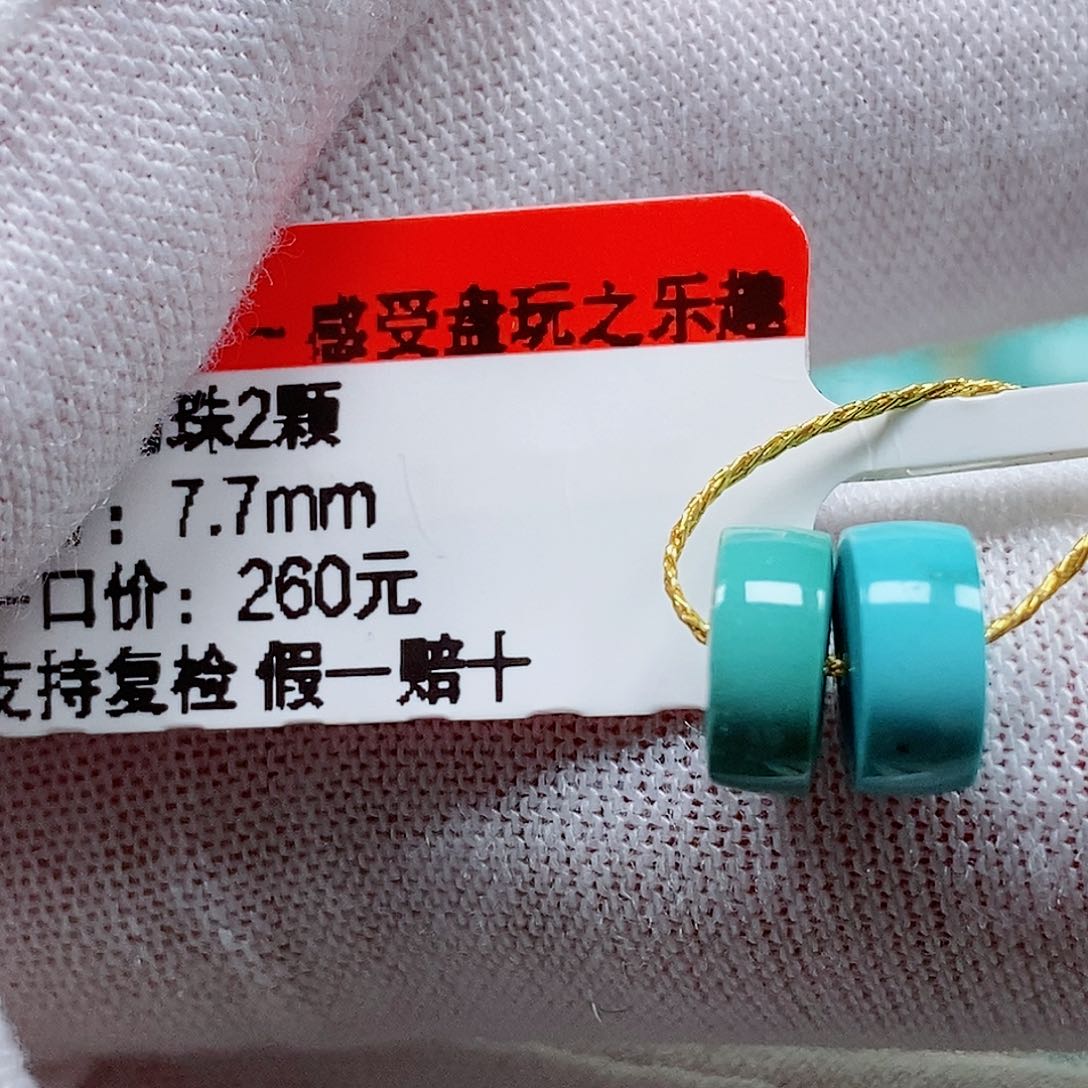 ~感受盘玩之乐趣
珠2颗
: 7.7mm
口价: 260元
支持复检 假一赔十